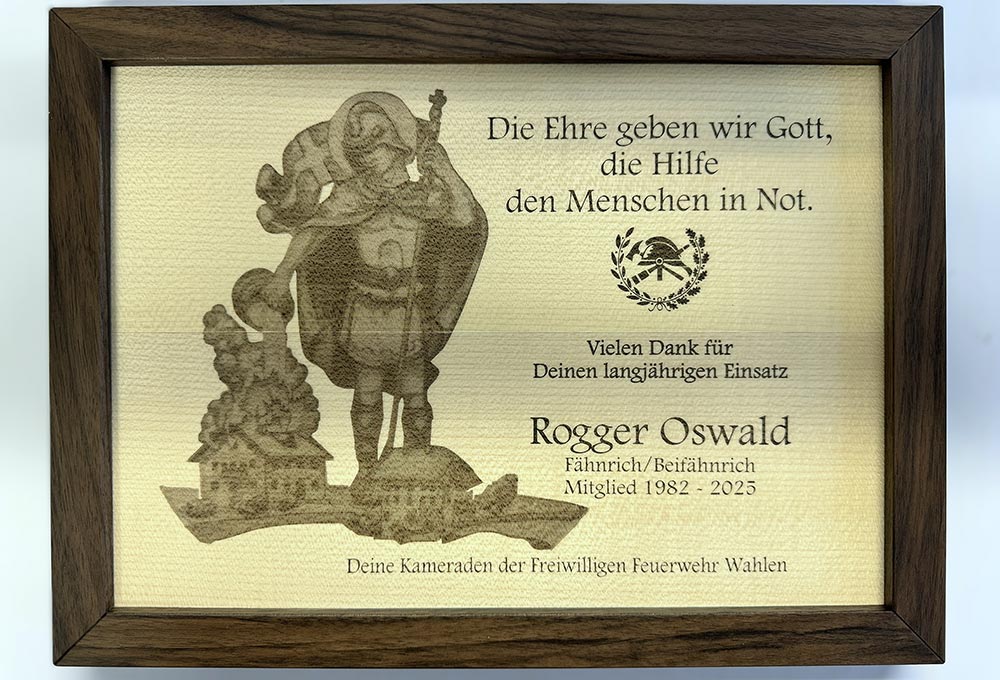 Die Ehre geben wir Gott,
die Hilfe
den Menschen in Not.
Vielen Dank für
Deinen langjährigen Einsatz
Rogger Oswald
Fähnrich/Beifähnrich
Mitglied 1982 - 2025
Deine Kameraden der Freiwilligen Feuerwehr Wahlen